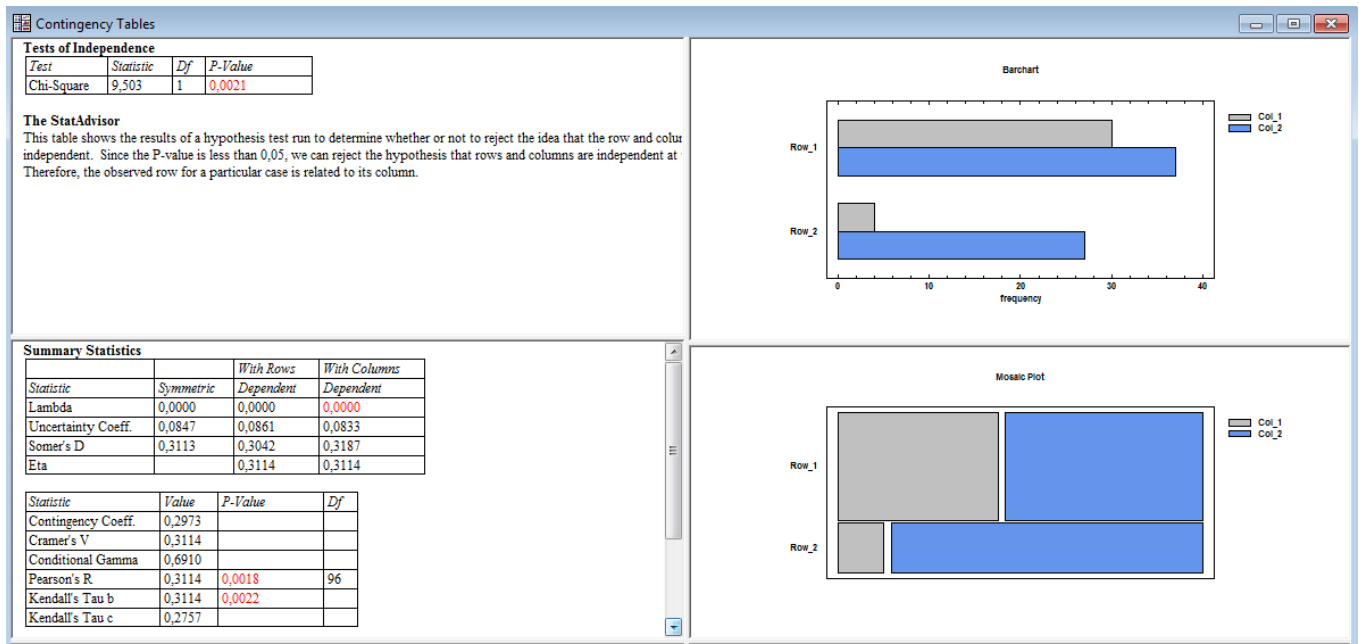 Contingency Tables
Tests of Independence
Test Statistic Df P-Value
Chi-Square 9,503 1 0,0021
The StatAdvisor
This table shows the results of a hypothesis test run to determine whether or not to reject the idea that the row and colur
independent. Since the P-value is less than 0,05, we can reject the hypothesis that rows and columns are independent at
Therefore, the observed row for a particular case is related to its column.
Barchart
Col_1
Col_2
Row_1
Row_2
0 10 20 30 40
frequency
Summary Statistics
With Rows With Columns
Statistic Symmetric Dependent Dependent
Lambda 0,0000 0,0000 0,0000
Uncertainty Coeff. 0,0847 0,0861 0,0833
Somer's D 0,3113 0,3042 0,3187
Eta 0,3114 0,3114
Statistic Value P-Value Df
Contingency Coeff. 0,2973
Cramer's V 0,3114
Conditional Gamma 0,6910
Pearson's R 0,3114 0,0018 96
Kendall's Tau b 0,3114 0,0022
Kendall's Tau c 0,2757
Mosaic Plot
Col_1
Col_2
Row_1
Row_2